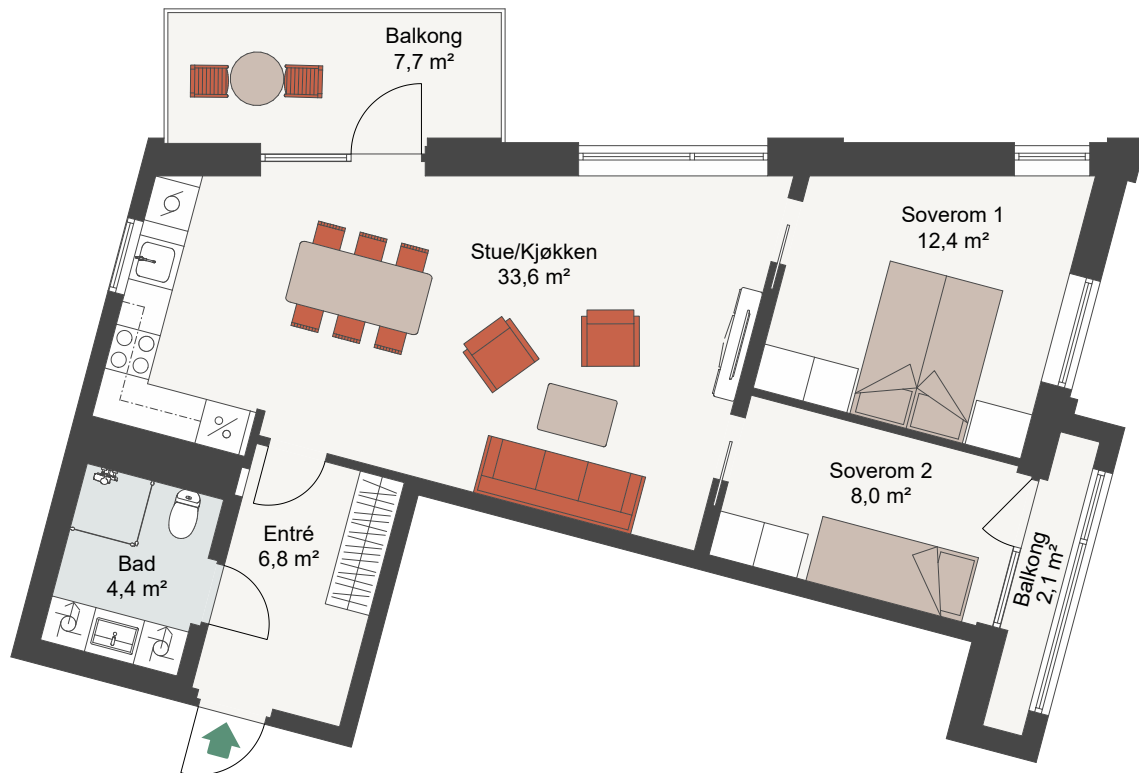 Balkong
7,7 m²
Soverom 1
12,4 m²
Stue/Kjøkken
33,6 m²
Soverom 2
8,0 m²
Entré
6,8 m²
Bad
4,4 m²
Balkong
2,1 m²